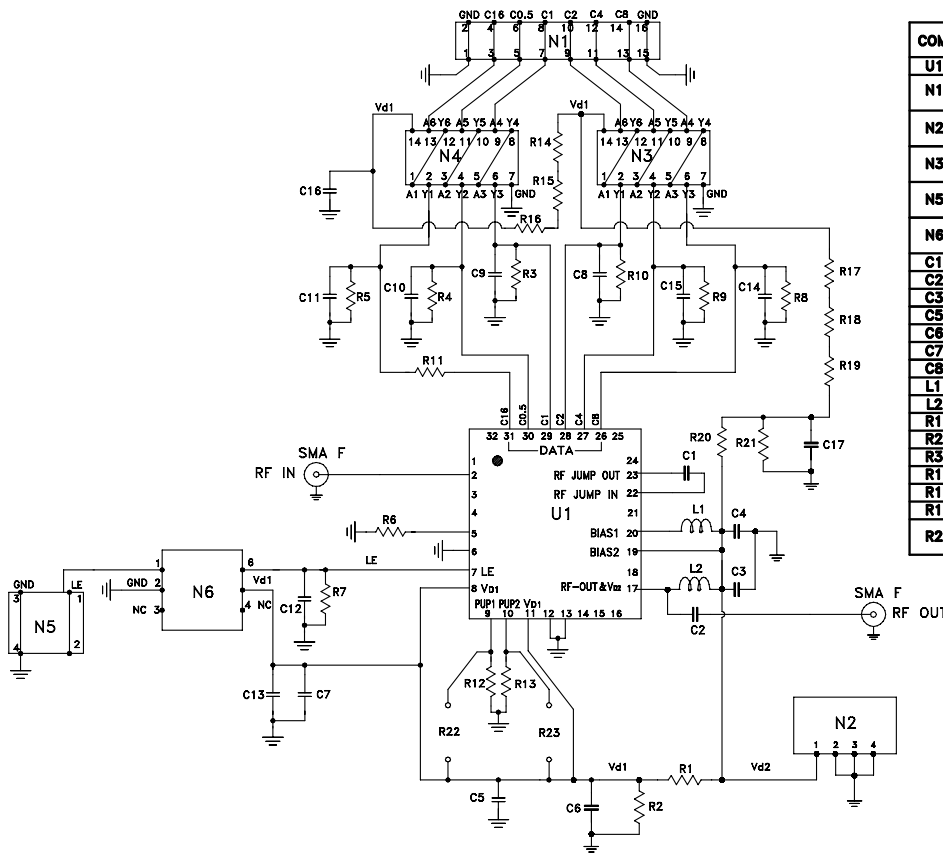 GND C16 C0.5 C1 C2 C4 C8 GND
2 4 6 8 10 12 14 16
N1
1 3 5 7 9 11 13 15
Vd1
A6 Y6 A5 Y5 A4 Y4
14 13 12 11 10 9 8
N4
1 2 3 4 5 6 7
GND
A1 Y1 A2 Y2 A3 Y3
R14
R15
R16
Vd1
A6 Y6 A5 Y5 A4 Y4
14 13 12 11 10 9 8
N3
1 2 3 4 5 6 7
GND
A1 Y1 A2 Y2 A3 Y3
C16
C11 R5 C10 R4 C9 R3 C8 R10 C15 R9 C14 R8
R17
R18
R19
R11
R20 R21 C17
C16 C0.5 C1 C2 C4 C8
32 31 30 29 28 27 26 25
DATA
SMA F
RF IN
1
2
3
4
5
6
7 LE
8 VD1
24
23 RF JUMP OUT
22 RF JUMP IN
21
20 BIAS1
19 BIAS2
18
17 RF-OUT&Vdd
U1
PUP1 PUP2 VD1
9 10 11 12 13 14 15 16
C1
L1 C4
L2 C3
C2
SMA F
RF OUT
R6
LE
GND LE
3 1
N5
4 2
1 6
GND 2 Vd1
NC 3 4 NC
N6
C12 R7
C13 C7
R12 R13
R22 R23
C5
C6
R2
Vd1
R1
Vd2
N2
1 2 3 4
COM
U1
N1
N2
N3
N5
N6
C1
C2
C3
C5
C6
C7
C8
L1
L2
R1
R2
R3
R1
R1
R1
R2